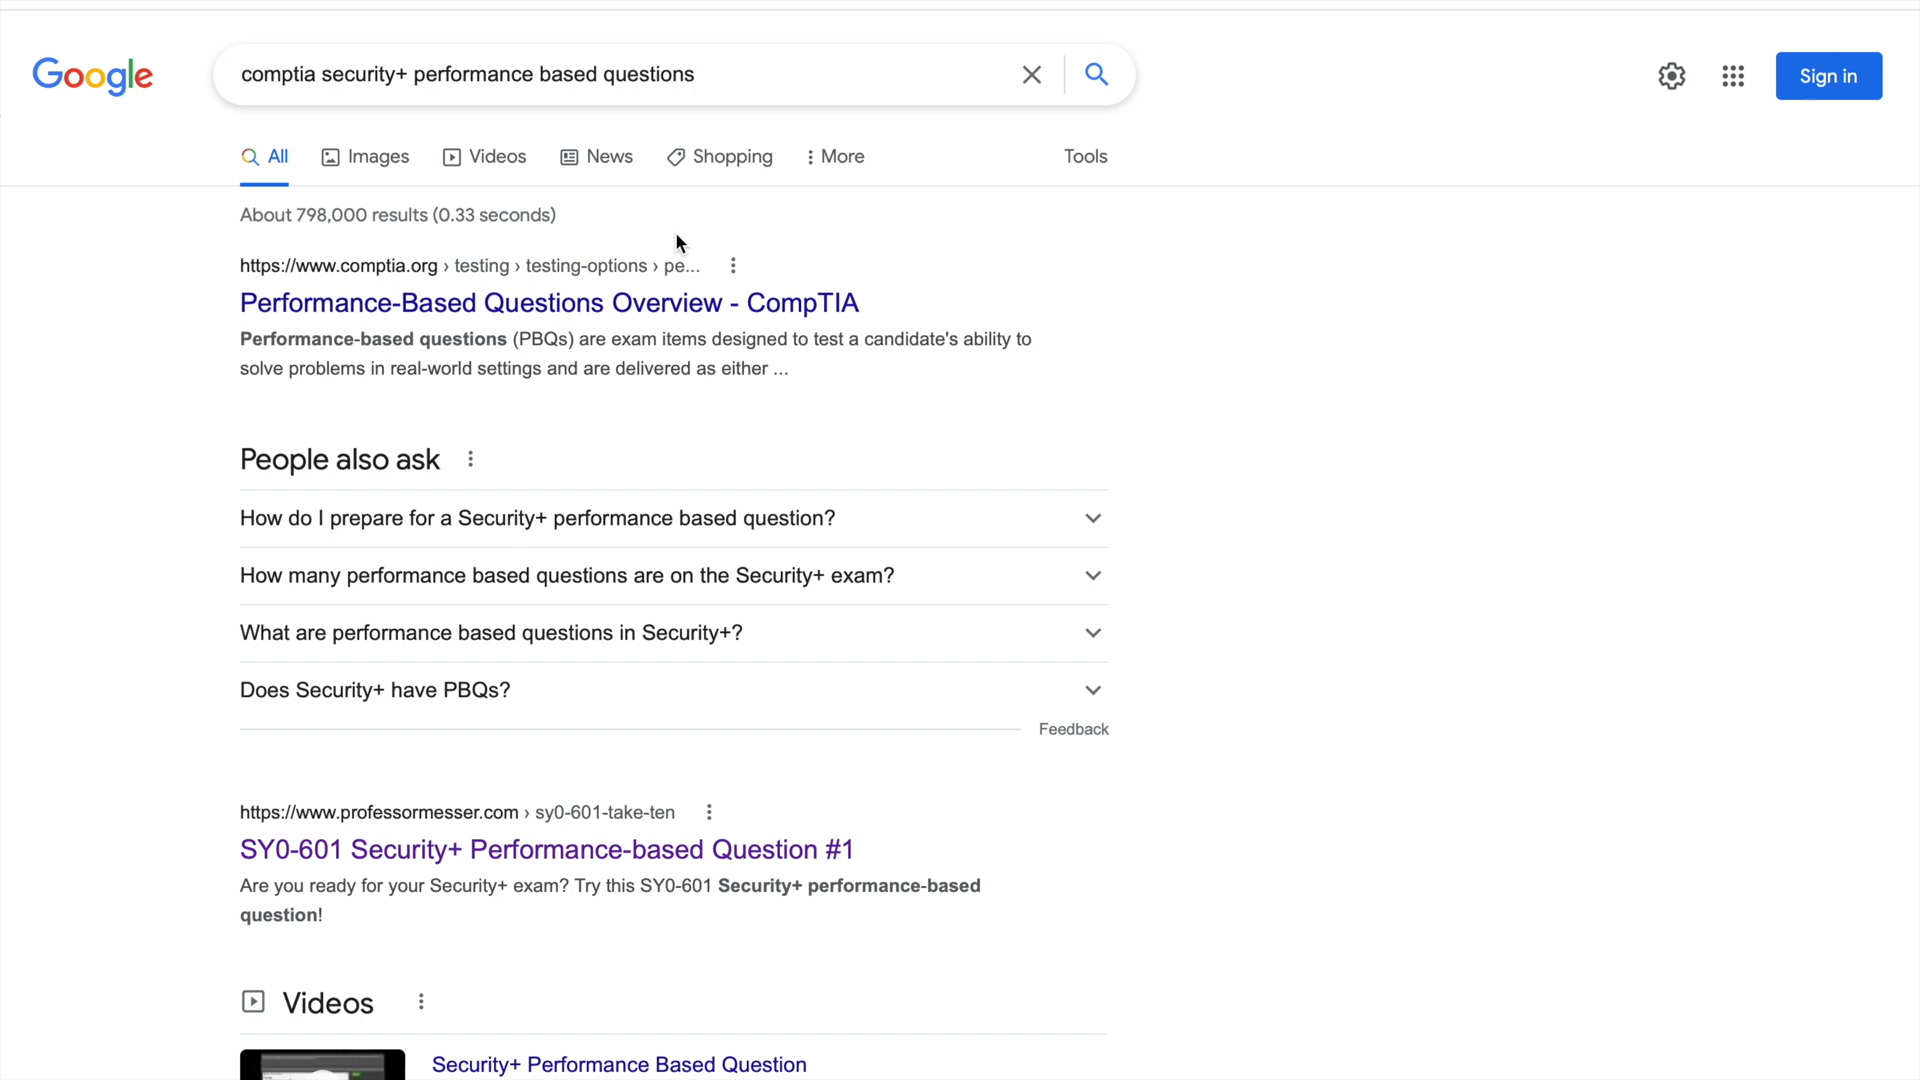 Google
comptia security+ performance based questions
Sign in
All
Images
Videos
News
Shopping
More
Tools
About 798,000 results (0.33 seconds)
https://www.comptia.org › testing › testing-options › pe...
Performance-Based Questions Overview - CompTIA
Performance-based questions (PBQs) are exam items designed to test a candidate's ability to
solve problems in real-world settings and are delivered as either ...
People also ask
How do I prepare for a Security+ performance based question?
How many performance based questions are on the Security+ exam?
What are performance based questions in Security+?
Does Security+ have PBQs?
Feedback
https://www.professormesser.com › sy0-601-take-ten
SY0-601 Security+ Performance-based Question #1
Are you ready for your Security+ exam? Try this SY0-601 Security+ performance-based
question!
Videos
Security+ Performance Based Question